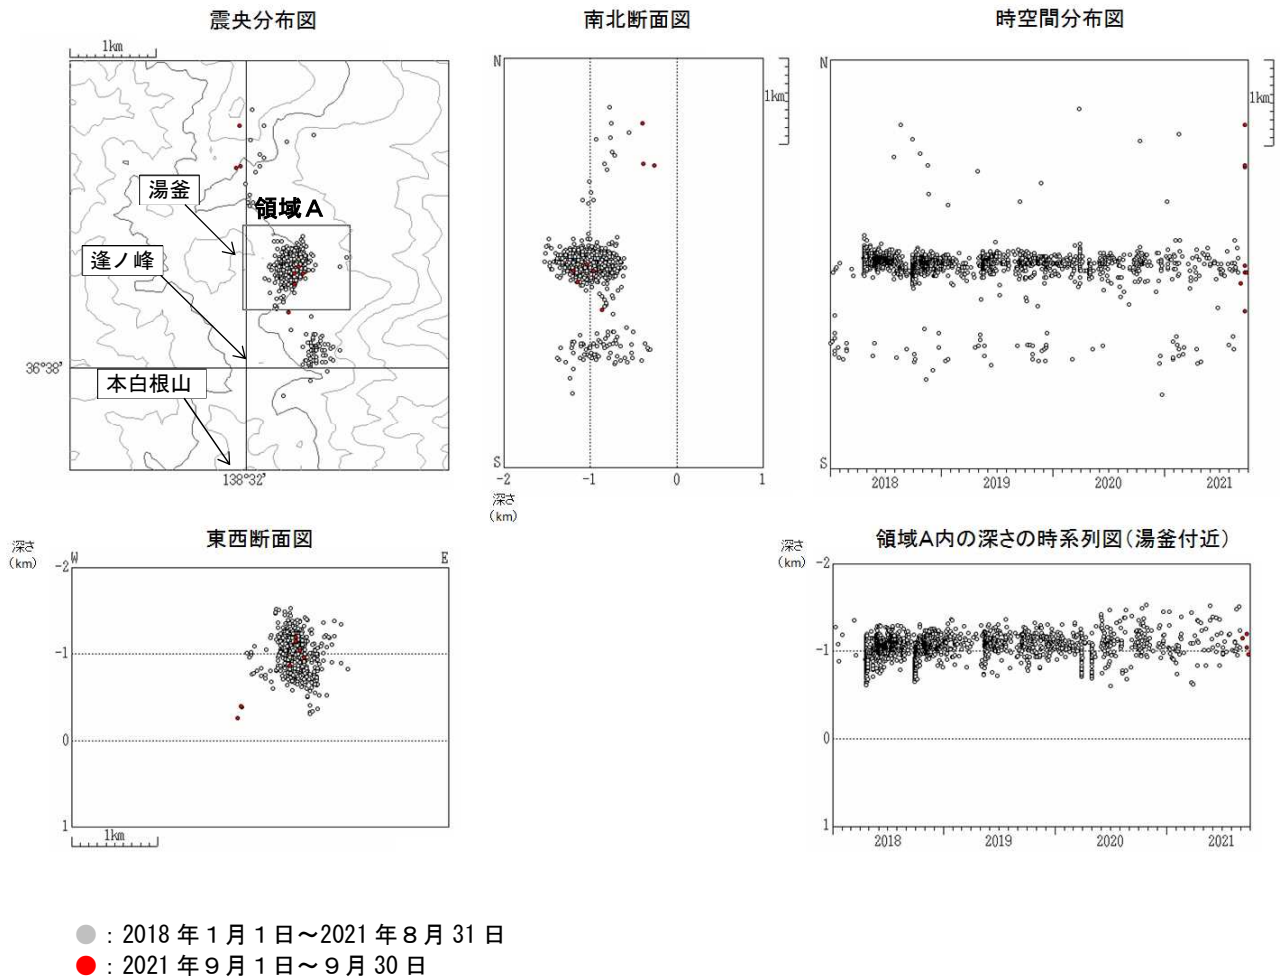 震央分布図
1km
湯釜
領域A
逢ノ峰
36°38'
本白根山
138°32'
南北断面図
N
1km
S
-2
-1
0
1
深さ
(km)
時空間分布図
N
1km
S
2018
2019
2020
2021
東西断面図
深さ
(km)
W
E
-2
-1
0
1
1km
領域A内の深さの時系列図(湯釜付近)
深さ
(km)
-2
-1
0
1
2018
2019
2020
2021
:2018年1月1日～2021年8月31日
:2021年9月1日～9月30日